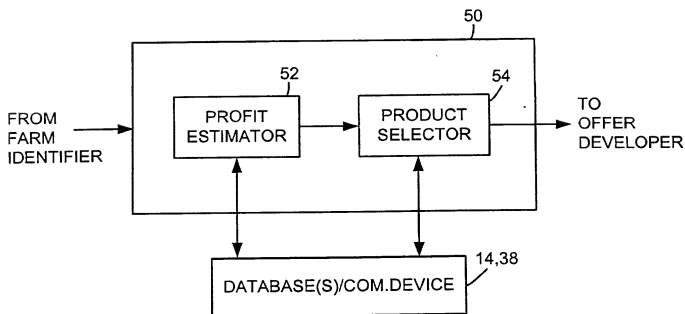 50
52
54
FROM
FARM
IDENTIFIER
PROFIT
ESTIMATOR
PRODUCT
SELECTOR
TO
OFFER
DEVELOPER
14,38
DATABASE(S)/COM.DEVICE